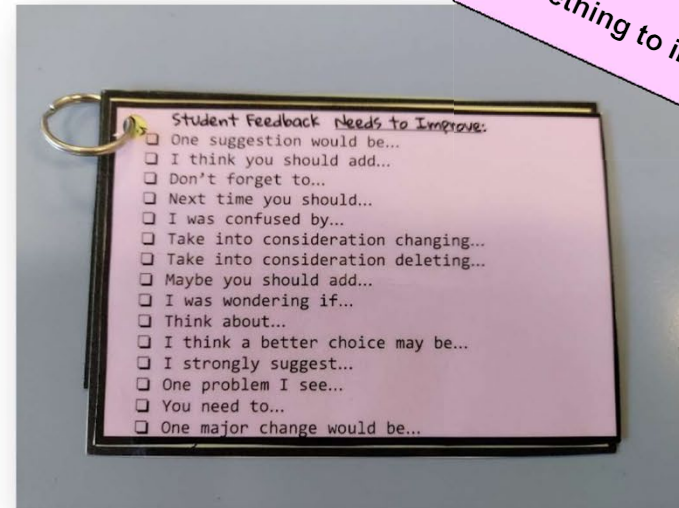 ething to i
Student Feedback Needs to Improve:
❏ One suggestion would be...
❏ I think you should add...
❏ Don't forget to...
❏ Next time you should...
❏ I was confused by...
❏ Take into consideration changing...
❏ Take into consideration deleting...
❏ Maybe you should add...
❏ I was wondering if...
❏ Think about...
❏ I think a better choice may be...
❏ I strongly suggest...
❏ One problem I see...
❏ You need to...
❏ One major change would be...